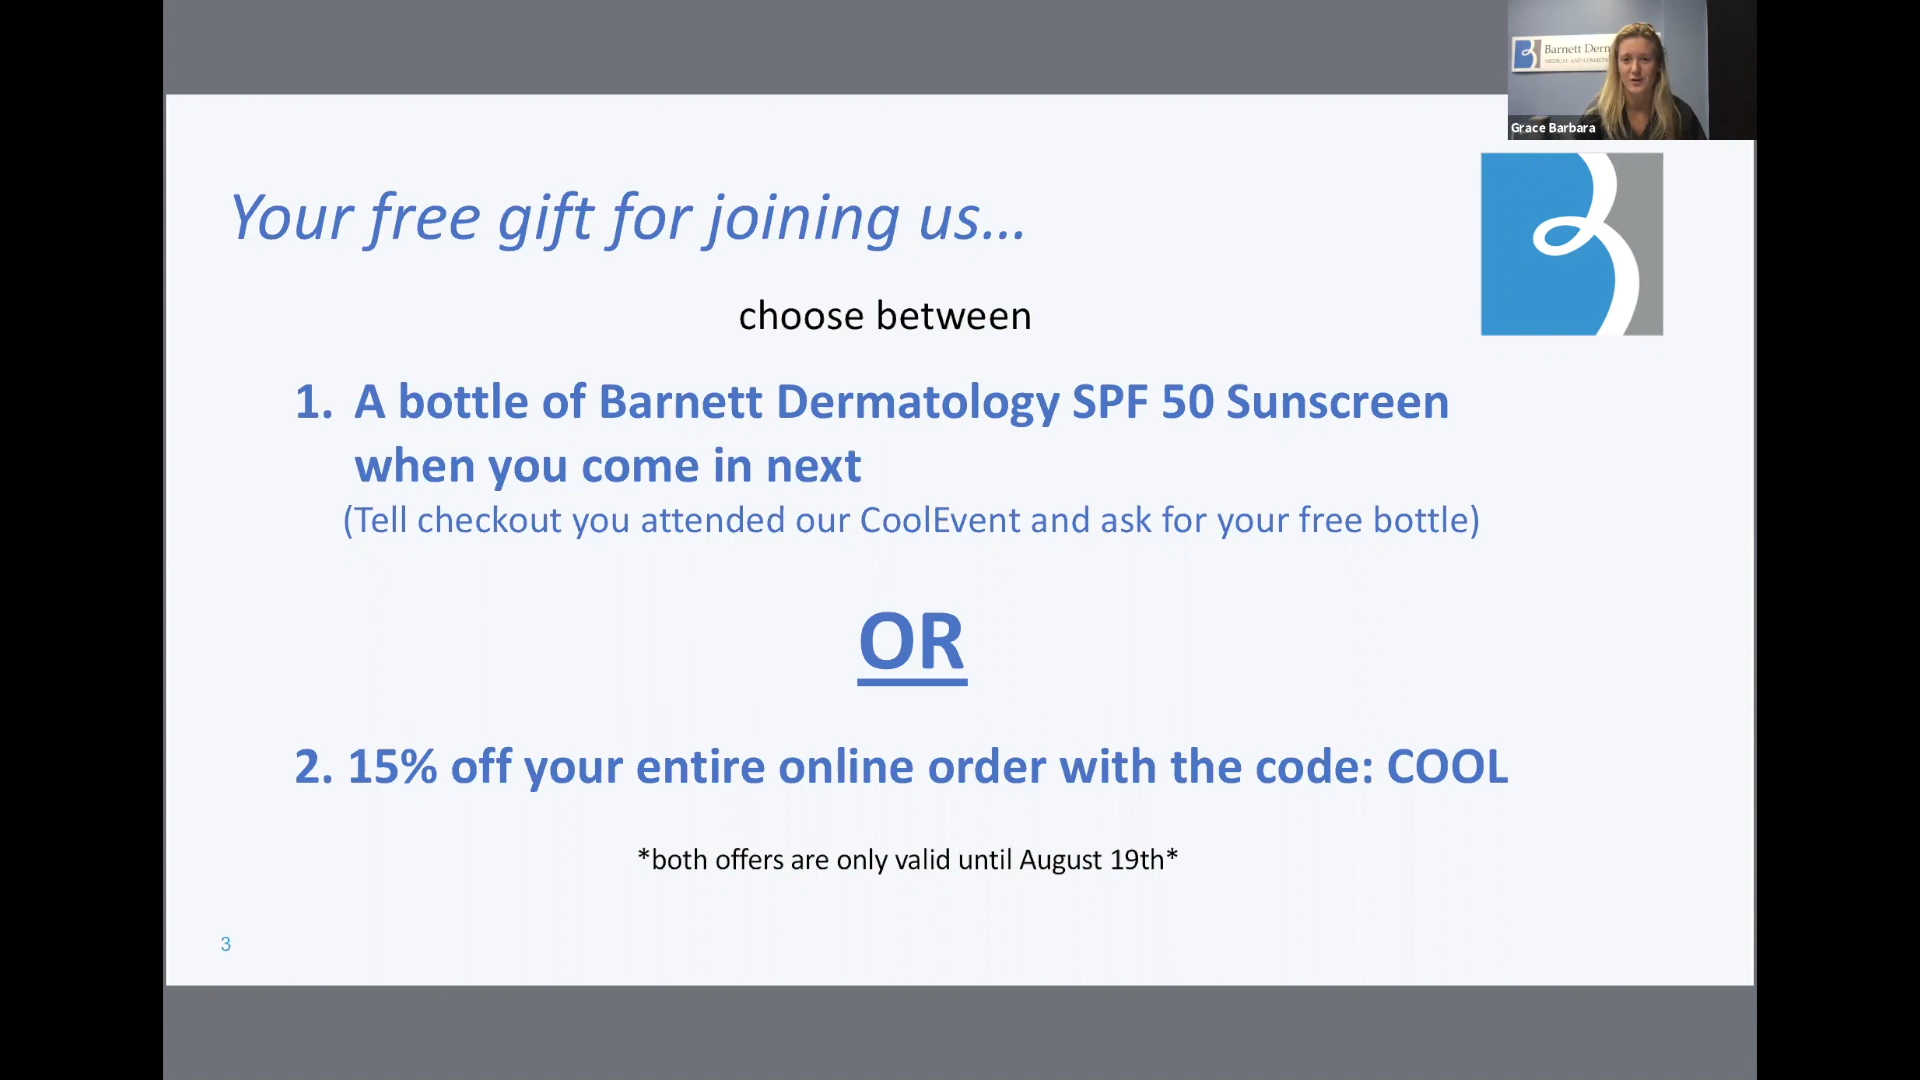 Barnett Derm
Grace Barbara
Your free gift for joining us...
choose between
1. A bottle of Barnett Dermatology SPF 50 Sunscreen
when you come in next
(Tell checkout you attended our CoolEvent and ask for your free bottle)
OR
2. 15% off your entire online order with the code: COOL
*both offers are only valid until August 19th*
3